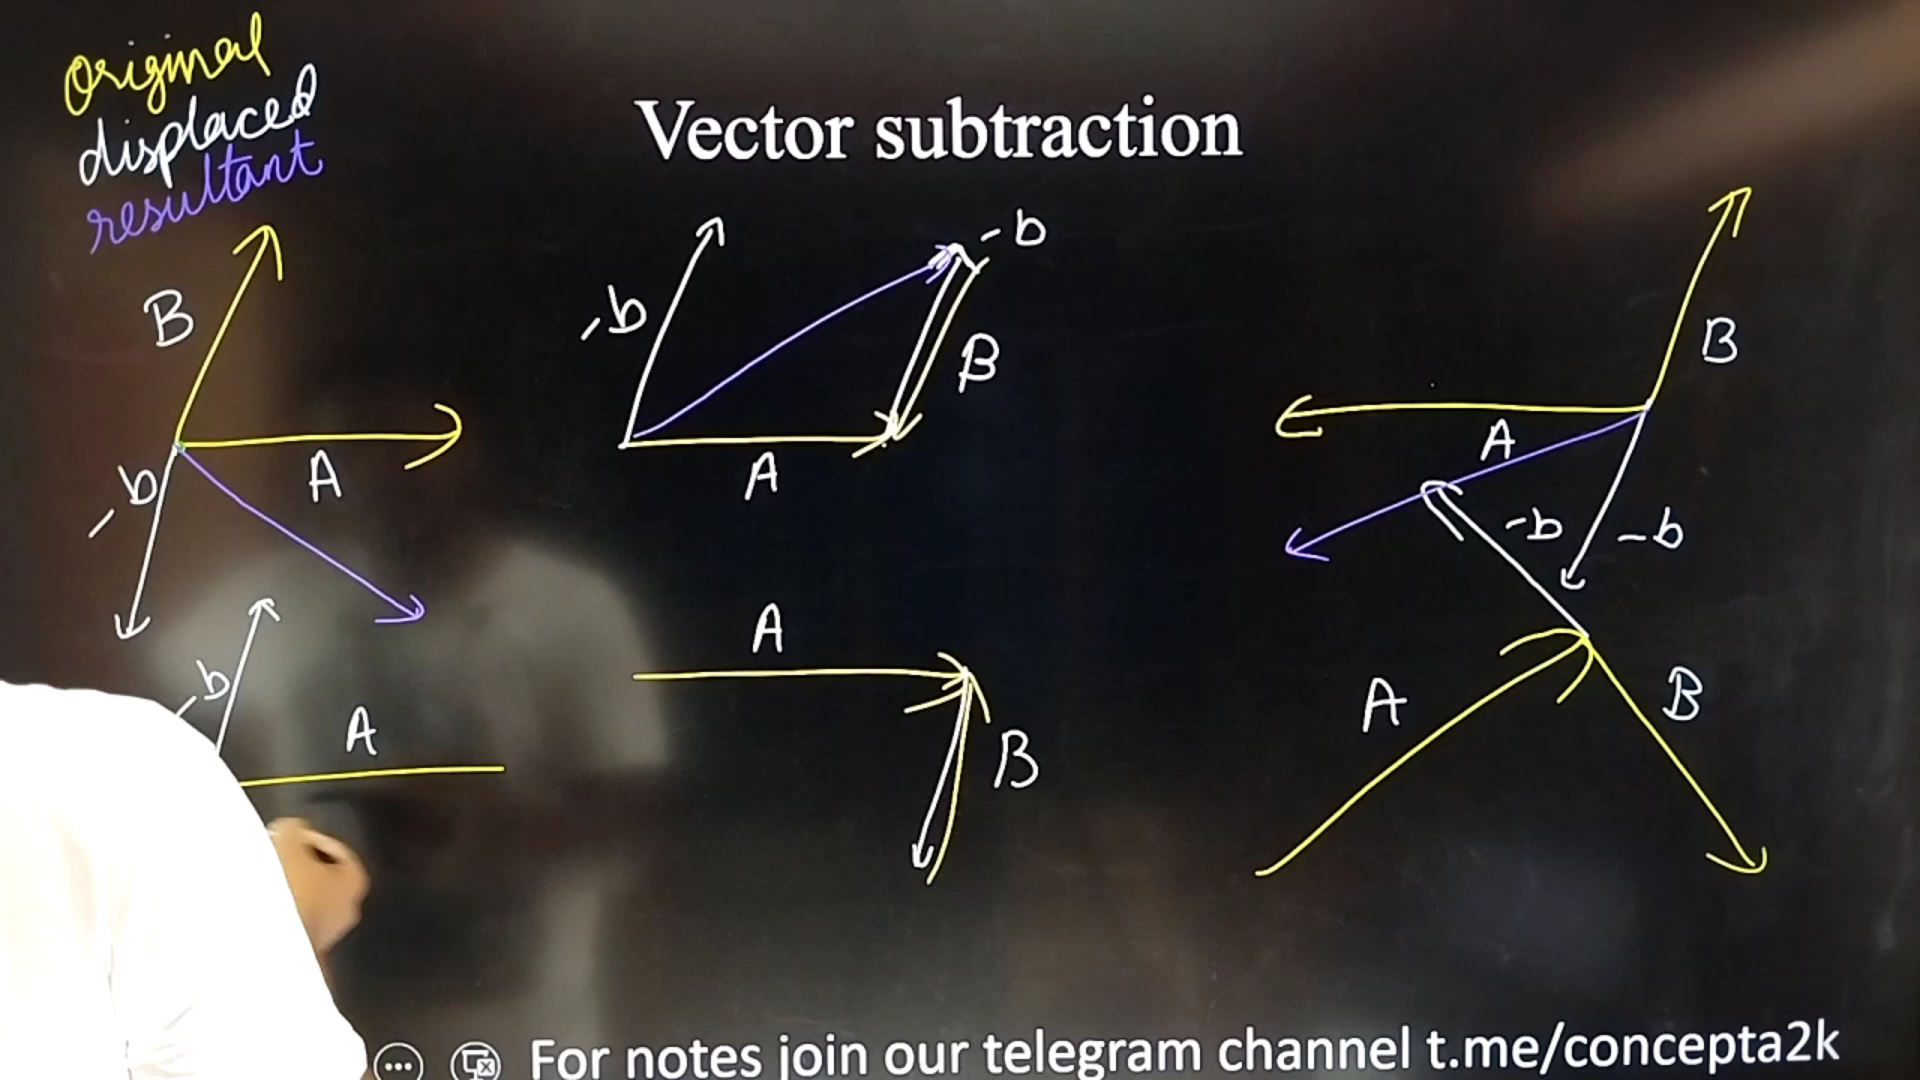 Original
displaced
resultant
Vector subtraction
B
A
-b
-b
A
B
-b
B
A
-b
-b
A
B
-b
A
A
B
For notes join our telegram channel t.me/concepta2k